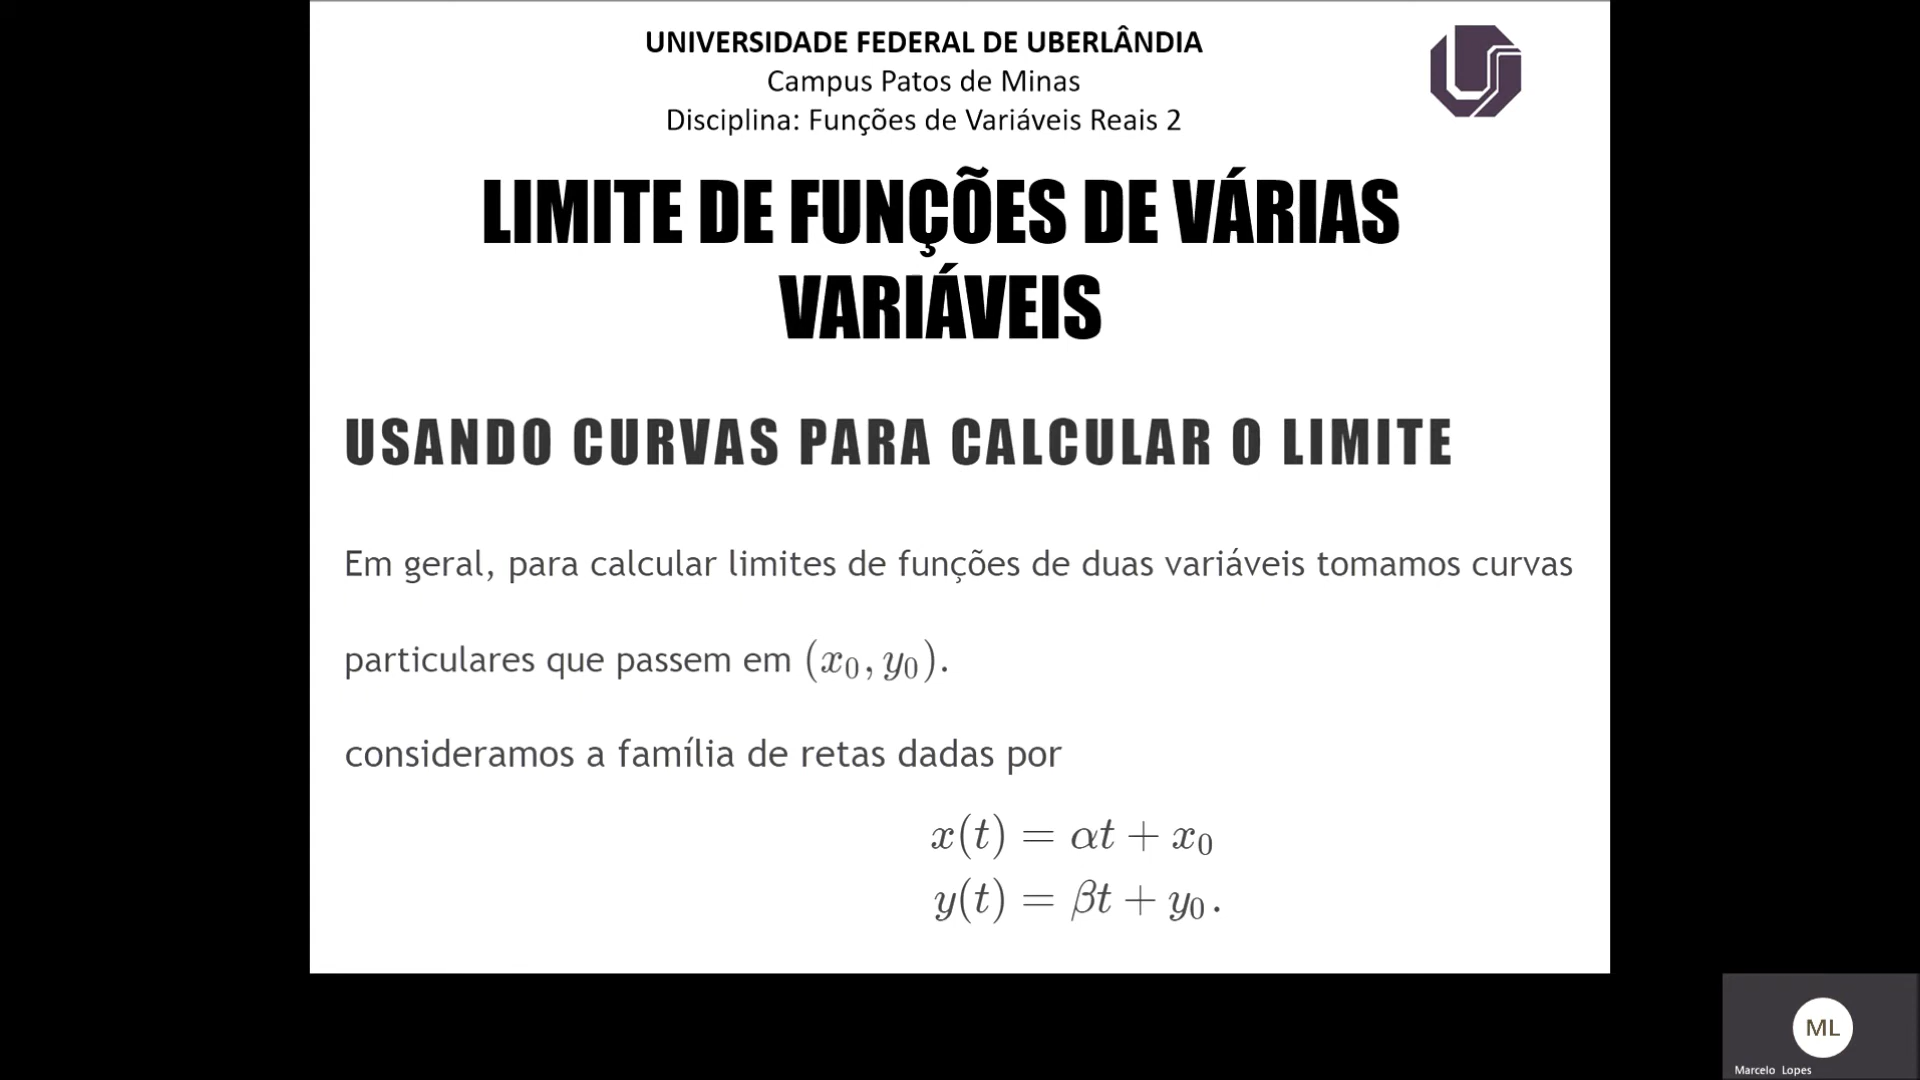 UNIVERSIDADE FEDERAL DE UBERLÂNDIA
Campus Patos de Minas
Disciplina: Funções de Variáveis Reais 2
LIMITE DE FUNÇÕES DE VÁRIAS
VARIÁVEIS
USANDO CURVAS PARA CALCULAR O LIMITE
Em geral, para calcular limites de funções de duas variáveis tomamos curvas
particulares que passem em (x₀, y₀).
consideramos a família de retas dadas por
x(t) = αt + x₀
y(t) = βt + y₀.
ML
Marcelo Lopes